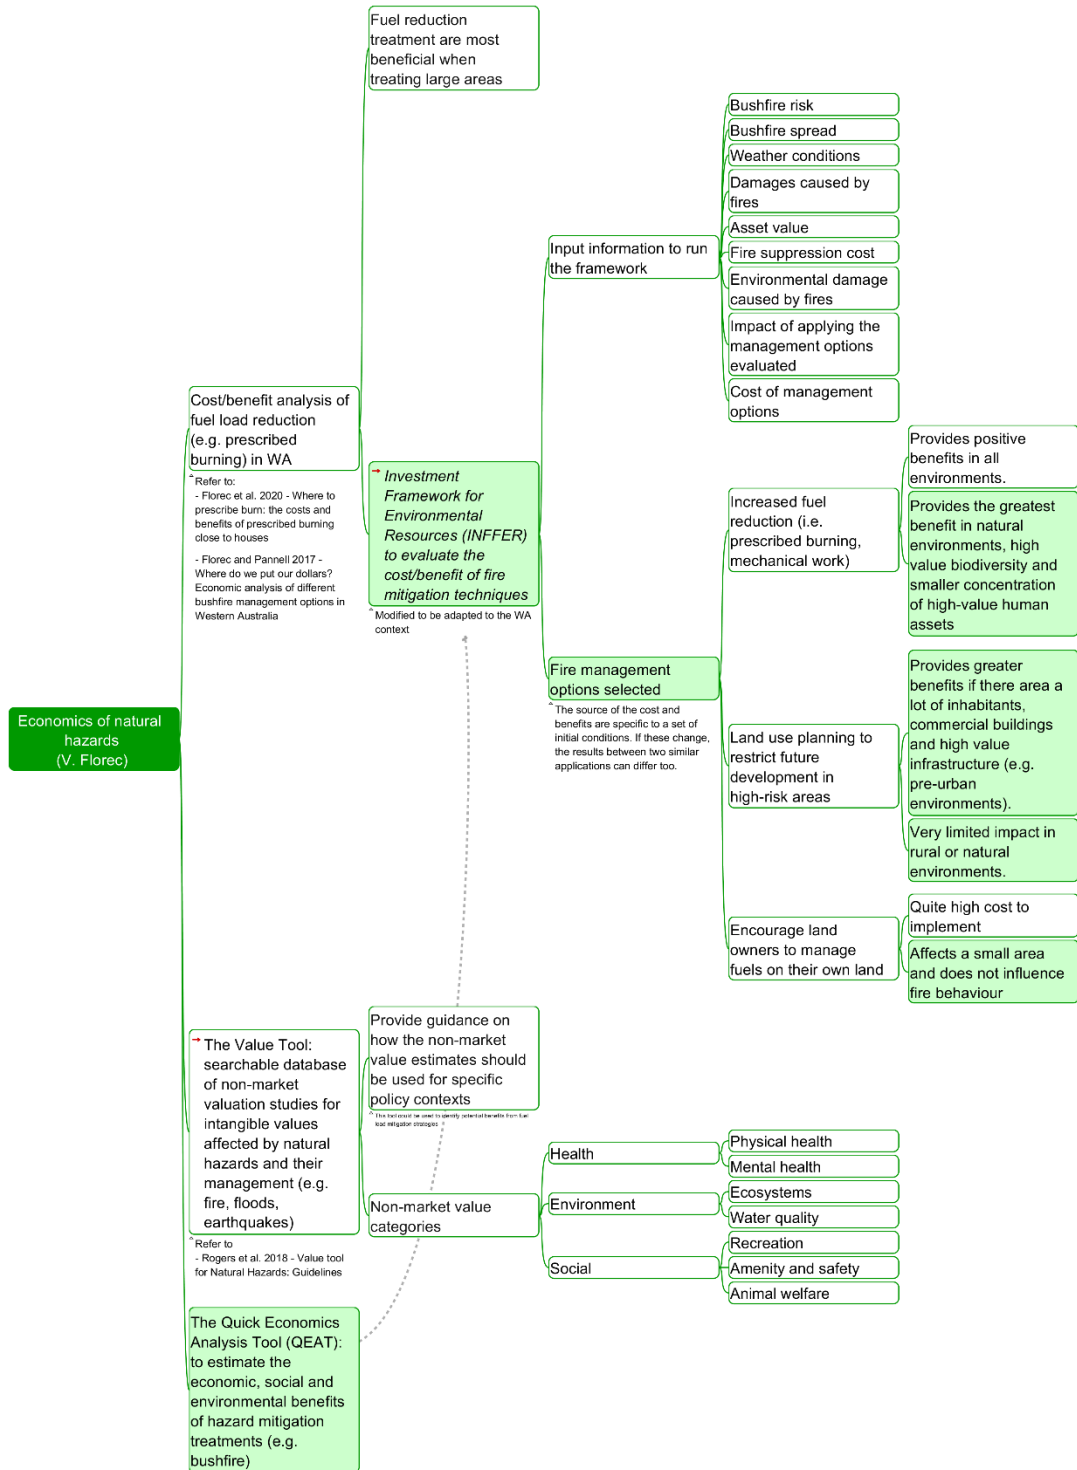 Economics of natural
hazards
(V. Florec)
Cost/benefit analysis of
fuel load reduction
(e.g. prescribed
burning) in WA
Refer to:
- Florec et al. 2020 - Where to
prescribe burn: the costs and
benefits of prescribed burning
close to houses
- Florec and Pannell 2017 -
Where do we put our dollars?
Economic analysis of different
bushfire management options in
Western Australia
Fuel reduction
treatment are most
beneficial when
treating large areas
Investment
Framework for
Environmental
Resources (INFFER)
to evaluate the
cost/benefit of fire
mitigation techniques
Modified to be adapted to the WA
context
Input information to run
the framework
Bushfire risk
Bushfire spread
Weather conditions
Damages caused by
fires
Asset value
Fire suppression cost
Environmental damage
caused by fires
Impact of applying the
management options
evaluated
Cost of management
options
Fire management
options selected
The source of the cost and
benefits are specific to a set of
initial conditions. If these change,
the results between two similar
applications can differ too.
Increased fuel
reduction (i.e.
prescribed burning,
mechanical work)
Provides positive
benefits in all
environments.
Provides the greatest
benefit in natural
environments, high
value biodiversity and
smaller concentration
of high-value human
assets
Land use planning to
restrict future
development in
high-risk areas
Provides greater
benefits if there area a
lot of inhabitants,
commercial buildings
and high value
infrastructure (e.g.
pre-urban
environments).
Very limited impact in
rural or natural
environments.
Encourage land
owners to manage
fuels on their own land
Quite high cost to
implement
Affects a small area
and does not influence
fire behaviour
The Value Tool:
searchable database
of non-market
valuation studies for
intangible values
affected by natural
hazards and their
management (e.g.
fire, floods,
earthquakes)
Refer to
- Rogers et al. 2018 - Value tool
for Natural Hazards: Guidelines
Provide guidance on
how the non-market
value estimates should
be used for specific
policy contexts
This tool could be used to identify potential benefits from fuel
load mitigation strategies
Non-market value
categories
Health
Physical health
Mental health
Environment
Ecosystems
Water quality
Social
Recreation
Amenity and safety
Animal welfare
The Quick Economics
Analysis Tool (QEAT):
to estimate the
economic, social and
environmental benefits
of hazard mitigation
treatments (e.g.
bushfire)